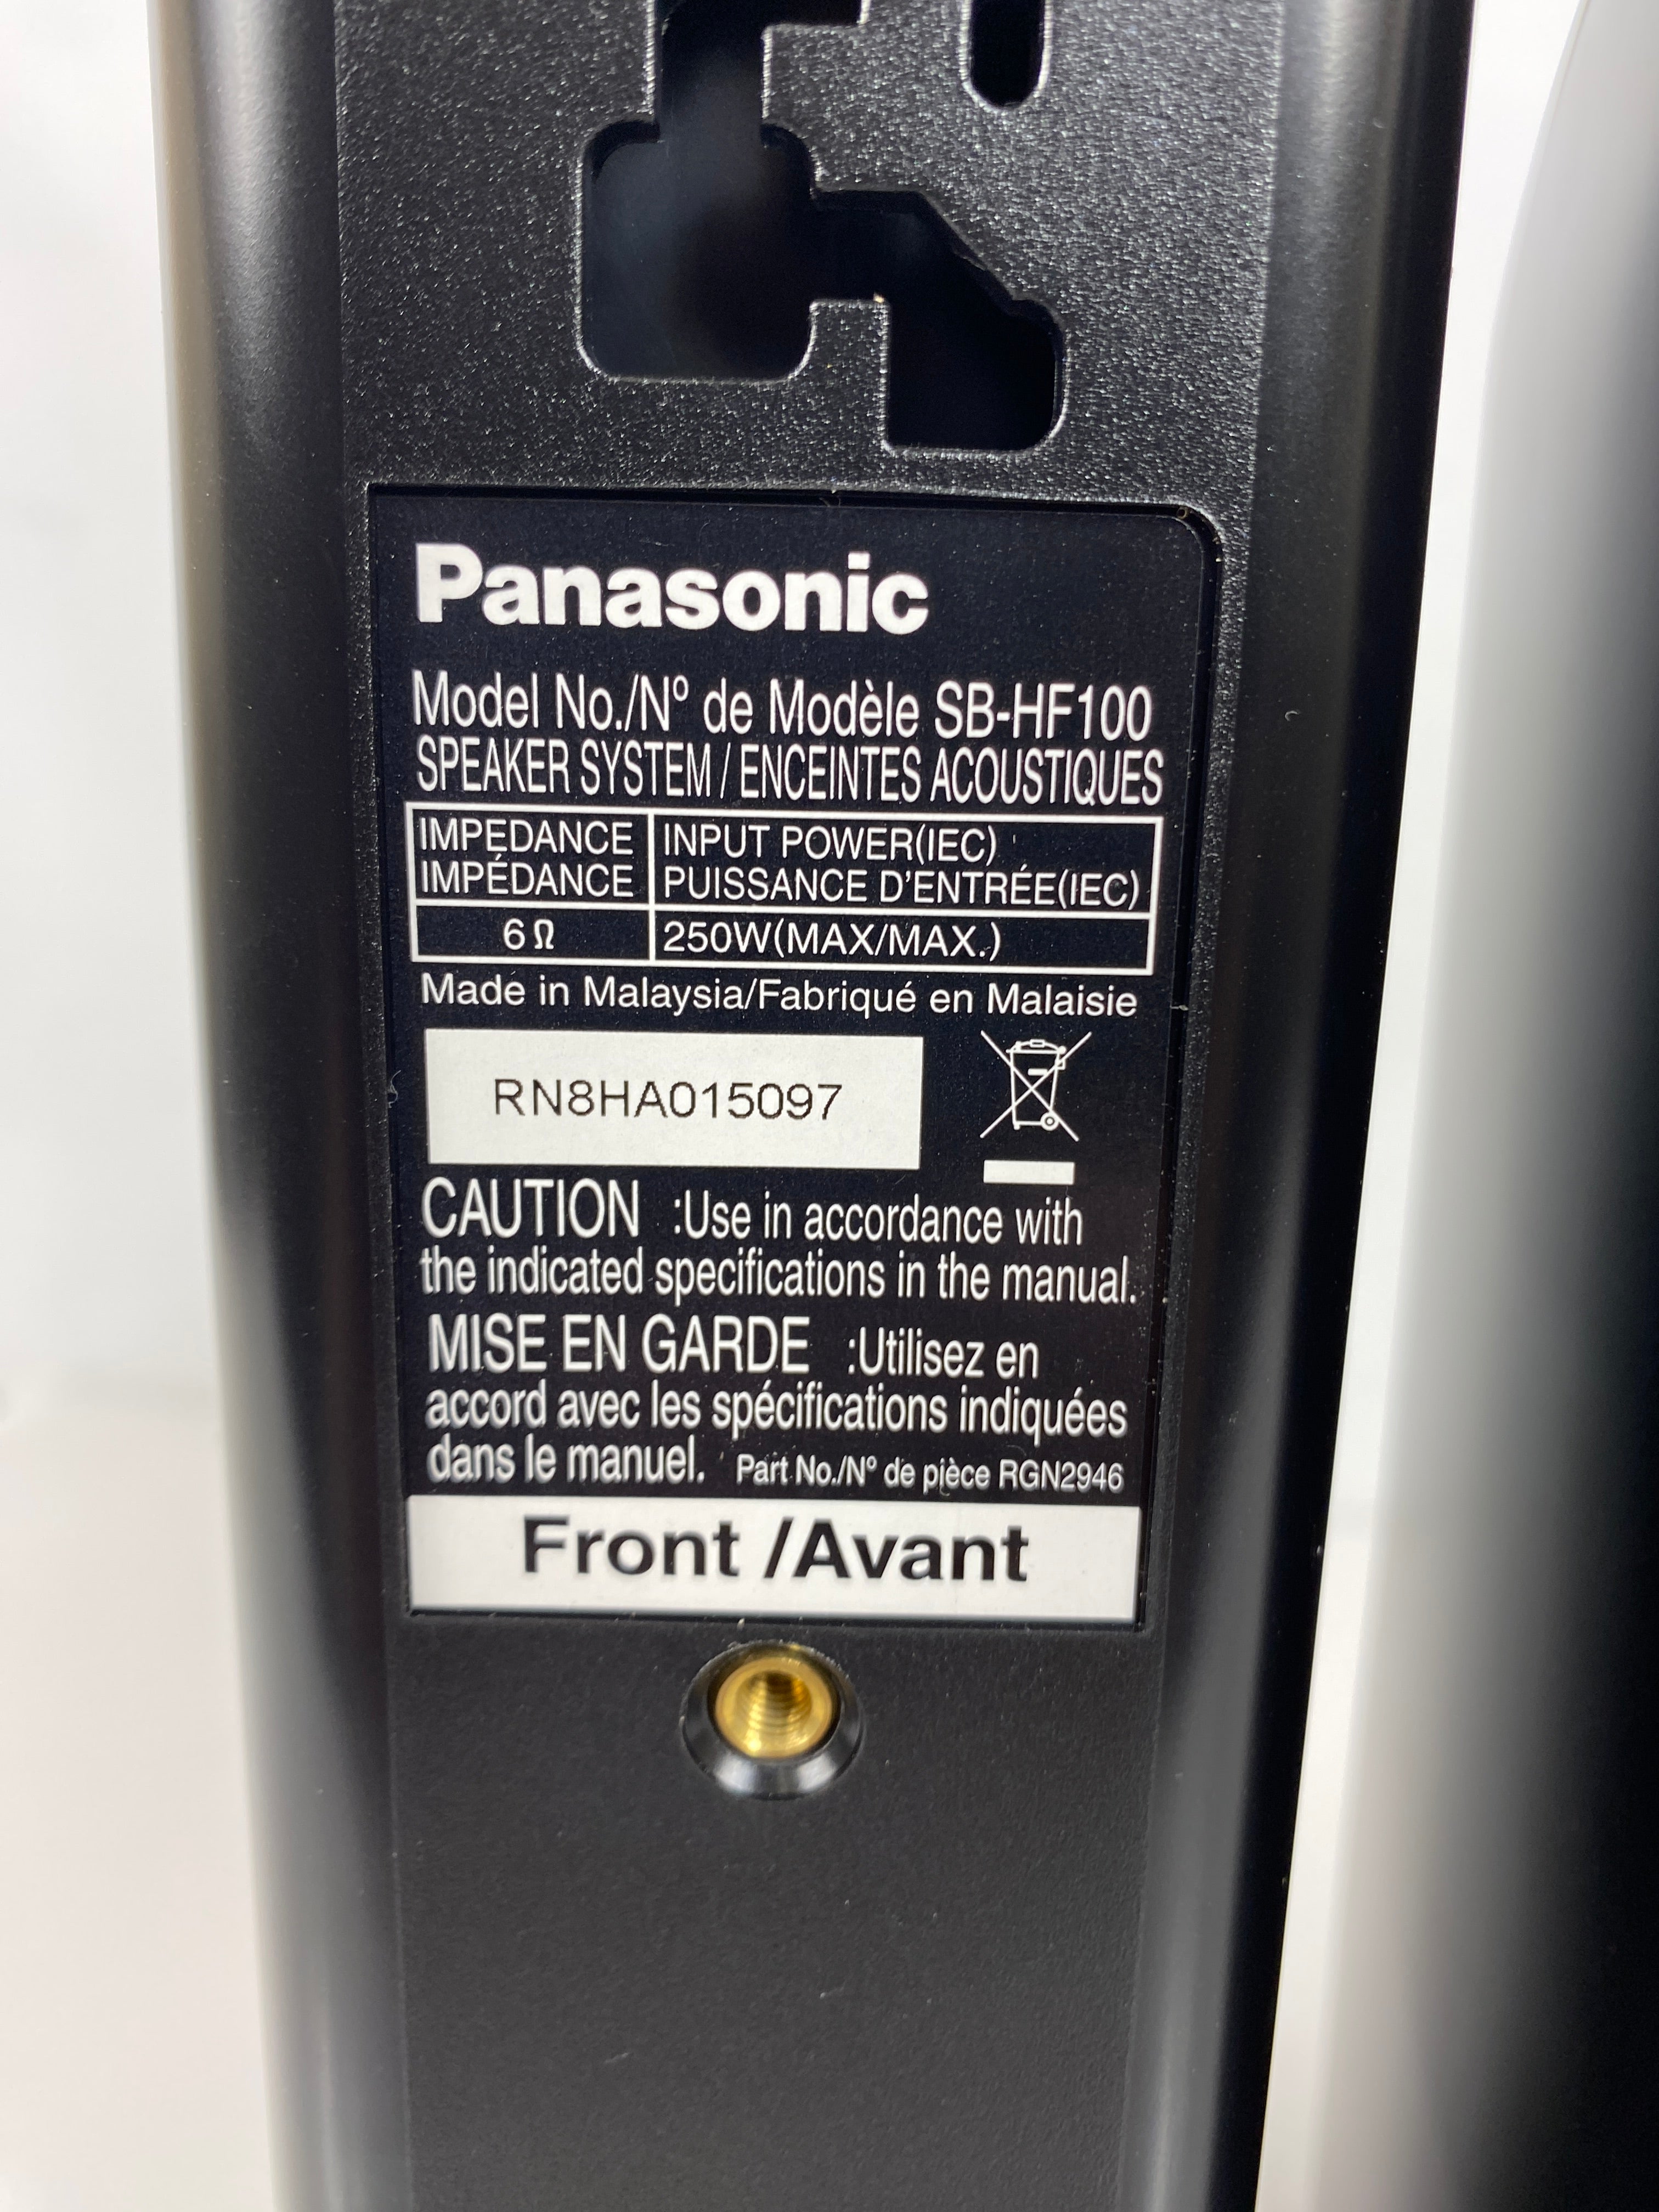 Panasonic
Model No./Nº de Modèle SB-HF100
SPEAKER SYSTEM / ENCEINTES ACOUSTIQUES
IMPEDANCE INPUT POWER(IEC)
IMPÉDANCE PUISSANCE D'ENTRÉE(IEC)
6Ω 250W(MAX/MAX.)
Made in Malaysia/Fabriqué en Malaisie
RN8HA015097
CAUTION :Use in accordance with
the indicated specifications in the manual.
MISE EN GARDE :Utilisez en
accord avec les spécifications indiquées
dans le manuel. Part No./Nº de pièce RGN2946
Front /Avant